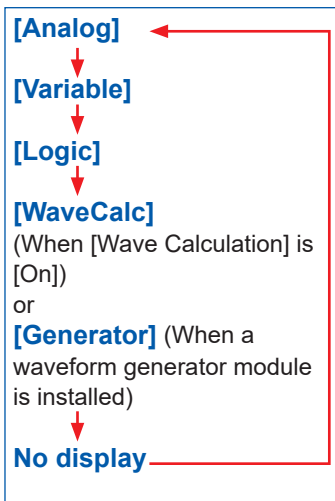 [Analog]
[Variable]
[Logic]
[WaveCalc]
(When [Wave Calculation] is
[On])
or
[Generator] (When a
waveform generator module
is installed)
No display